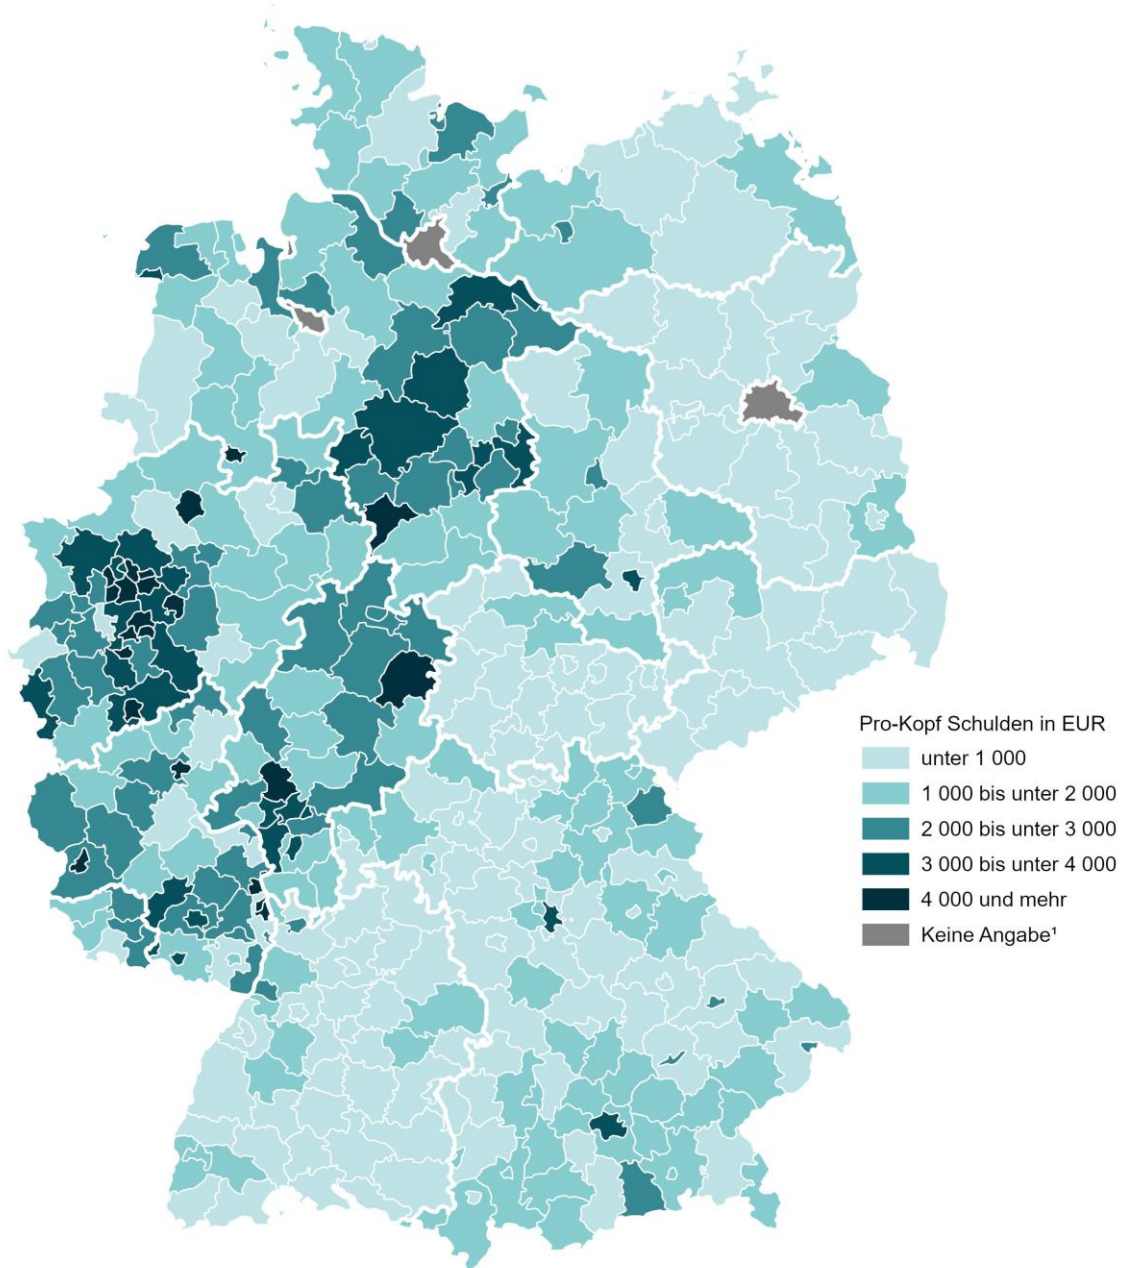 Pro-Kopf Schulden in EUR
unter 1 000
1 000 bis unter 2 000
2 000 bis unter 3 000
3 000 bis unter 4 000
4 000 und mehr
Keine Angabe¹